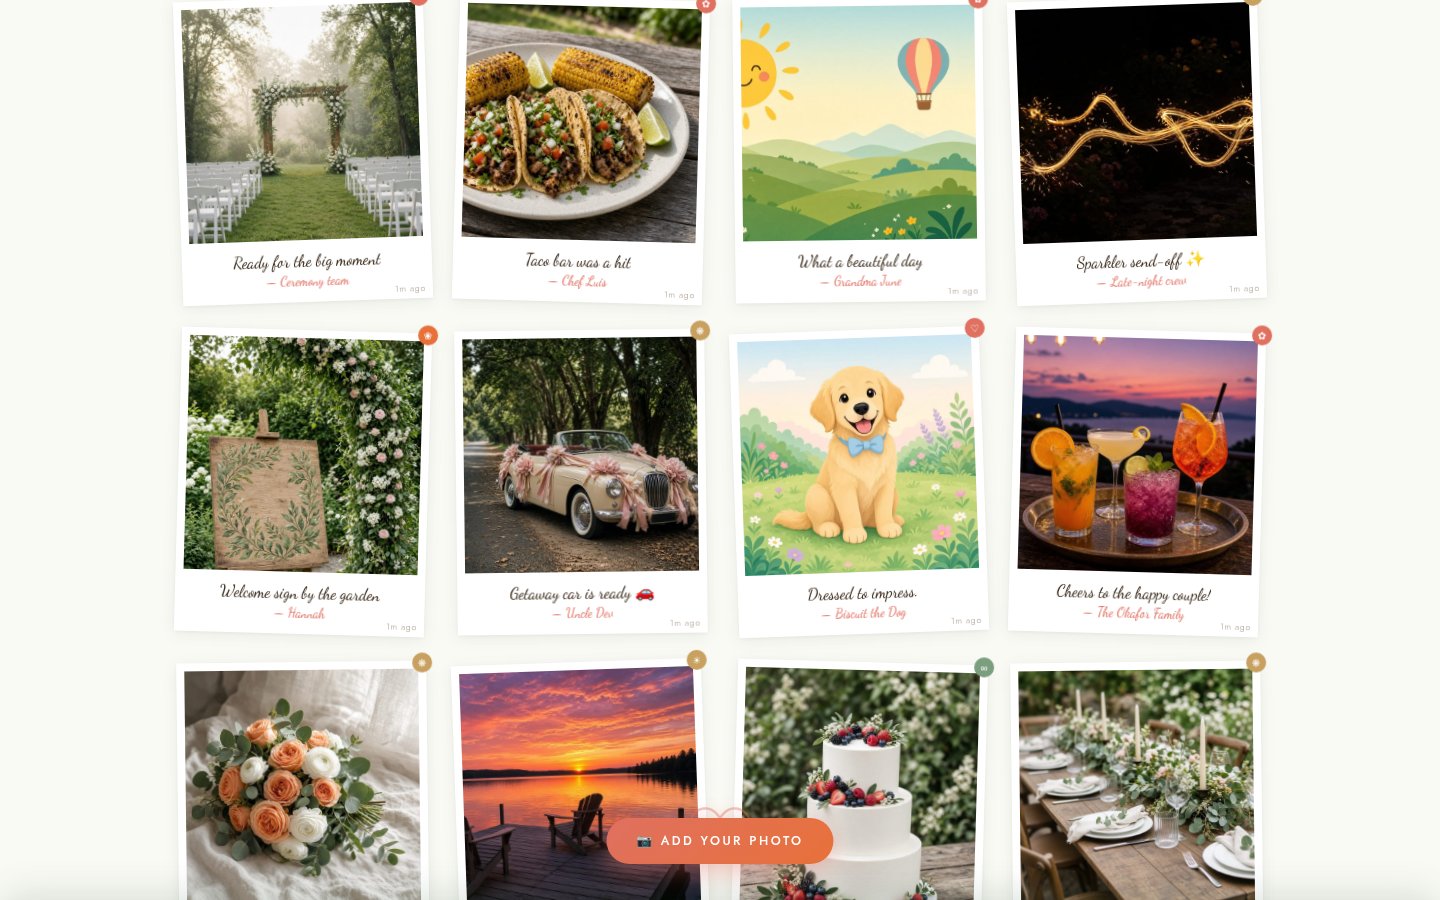 Ready for the big moment
— Ceremony team
1m ago
Taco bar was a hit
— Chef Luis
1m ago
What a beautiful day
— Grandma June
1m ago
Sparkler send-off ✨
— Late-night crew
1m ago
Welcome sign by the garden
— Hannah
1m ago
Getaway car is ready 🚗
— Uncle Dev
1m ago
Dressed to impress.
— Biscuit the Dog
1m ago
Cheers to the happy couple!
— The Okafor Family
1m ago
📷 ADD YOUR PHOTO